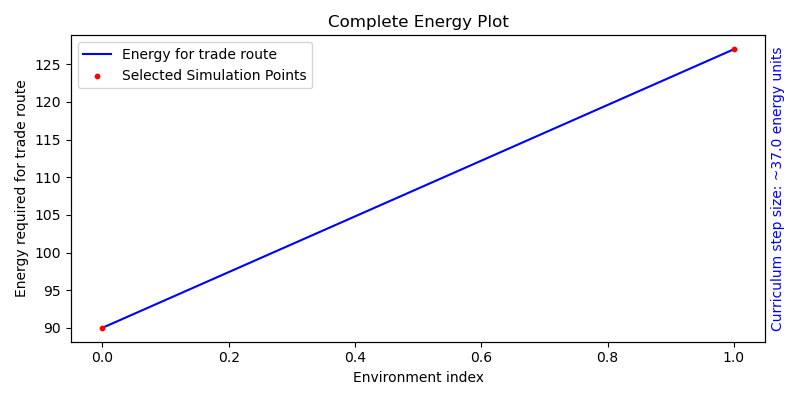 Complete Energy Plot
Energy for trade route
Selected Simulation Points
Energy required for trade route
125
120
115
110
105
100
95
90
0.0
0.2
0.4
0.6
0.8
1.0
Environment index
Curriculum step size: ~37.0 energy units